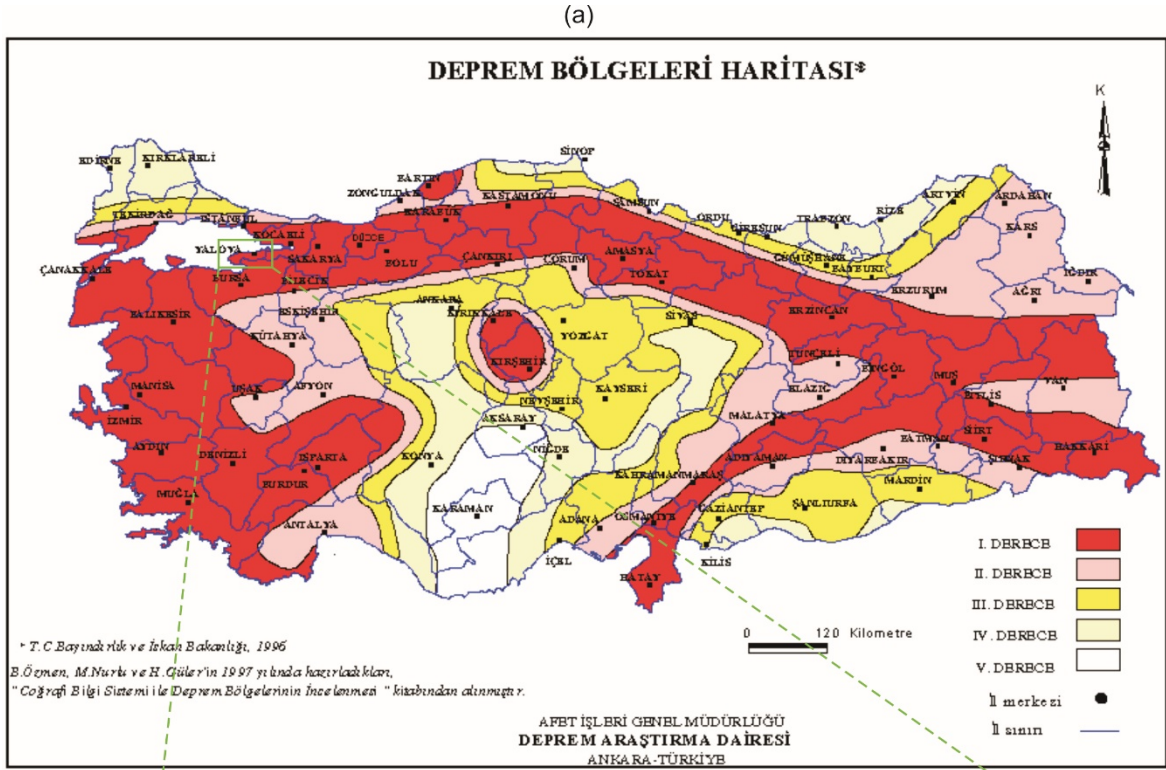 (a)
DEPREM BÖLGELERİ HARİTASI*
K
SİNOP
EDİRNE
KIRKLARELİ
BARTIN
ZONGULDAK
KASTAMONU
SAMSUN
ARTVİN
ARDAHAN
TEKİRDAĞ
İSTANBUL
KARABUK
ORDU
GİRESUN
TRABZON
RİZE
KARS
KOCAELİ
DÜZCE
YALOVA
SAKARYA
BOLU
ÇANKIRI
ÇORUM
AMASYA
TOKAT
GÜMÜŞHANE
BAYBURT
IĞDIR
ÇANAKKALE
BURSA
BİLECİK
ERZURUM
AĞRI
BALIKESİR
ESKİŞEHİR
ANKARA
KIRIKKALE
YOZGAT
SİVAS
ERZİNCAN
KÜTAHYA
TUNCELİ
MANİSA
UŞAK
AFYON
KIRŞEHİR
KAYSERİ
ELAZIĞ
BİNGÖL
MUŞ
VAN
İZMİR
NEVŞEHİR
BİTLİS
AKSARAY
MALATYA
SİİRT
AYDIN
DENİZLİ
ISPARTA
KONYA
NİĞDE
BATMAN
HAKKARİ
BURDUR
KAHRAMANMARAŞ
ADIYAMAN
DİYARBAKIR
ŞIRNAK
MUĞLA
MARDİN
KARAMAN
ADANA
OSMANİYE
GAZİANTEP
ŞANLIURFA
ANTALYA
İÇEL
KİLİS
HATAY
I. DERECE
II. DERECE
III. DERECE
IV. DERECE
V. DERECE
İl merkezi
İl sınırı
0 120 Kilometre
* T.C.Bayındırlık ve İskan Bakanlığı, 1996
B.Özmen, M.Nurlu ve H.Güler'in 1997 yılında hazırladıkları,
" Coğrafi Bilgi Sistemi ile Deprem Bölgelerinin İncelenmesi " kitabından alınmıştır.
AFET İŞLERİ GENEL MÜDÜRLÜĞÜ
DEPREM ARAŞTIRMA DAİRESİ
ANKARA-TÜRKİYE